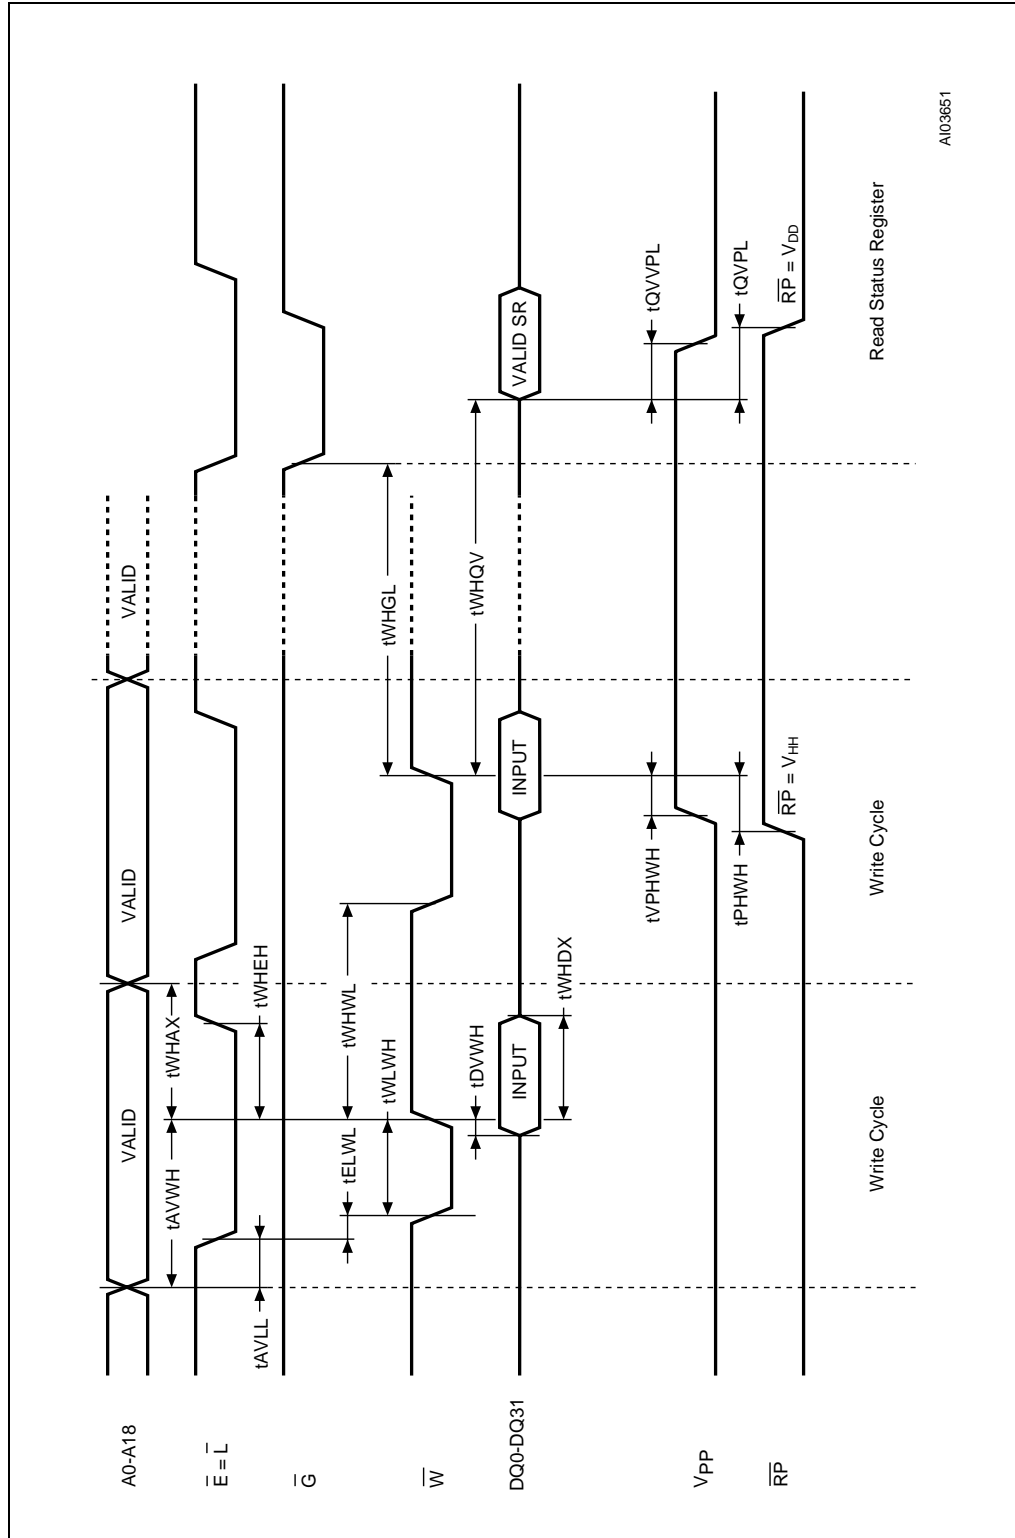 A0-A18
VALID
VALID
VALID
tAVWH
tWHAX
E = L
tAVLL
tWHEH
G
tELWL
tWHWL
tWLWH
tWHGL
W
tDVWH
tWHQV
DQ0-DQ31
INPUT
INPUT
VALID SR
tWHDX
tVPHWH
tQVVPL
VPP
tPHWH
tQVPL
RP = VHH
RP = VDD
RP
Write Cycle
Write Cycle
Read Status Register
AI03651